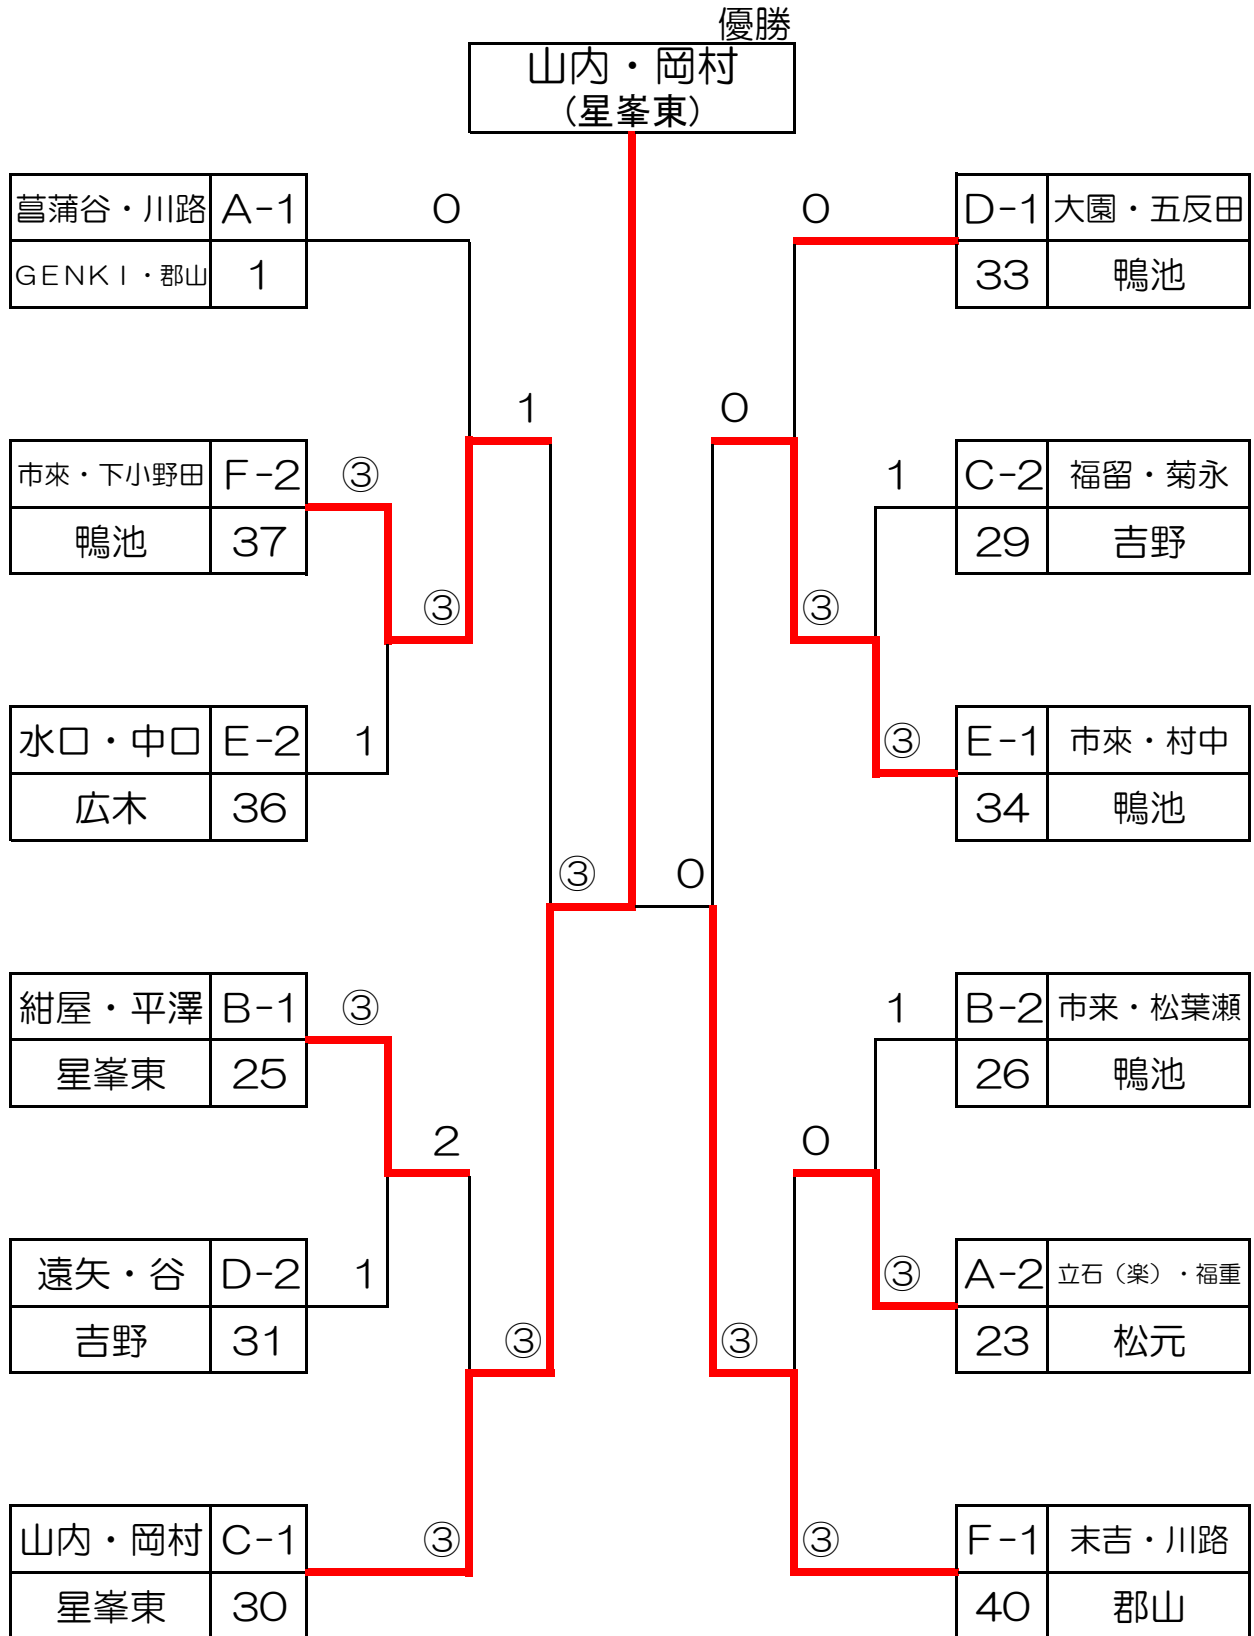 優勝
山内・岡村
（星峯東）
菖蒲谷・川路 A-1 0
GENKI・郡山 1
0 D-1 大園・五反田
33 鴨池
1
0
市來・下小野田 F-2 ③
鴨池 37
1 C-2 福留・菊永
29 吉野
③
③
水口・中口 E-2 1
広木 36
③ E-1 市來・村中
34 鴨池
③ 0
紺屋・平澤 B-1 ③
星峯東 25
1 B-2 市来・松葉瀬
26 鴨池
2
0
遠矢・谷 D-2 1
吉野 31
③ A-2 立石（楽）・福重
23 松元
③
③
山内・岡村 C-1 ③
星峯東 30
③ F-1 末吉・川路
40 郡山